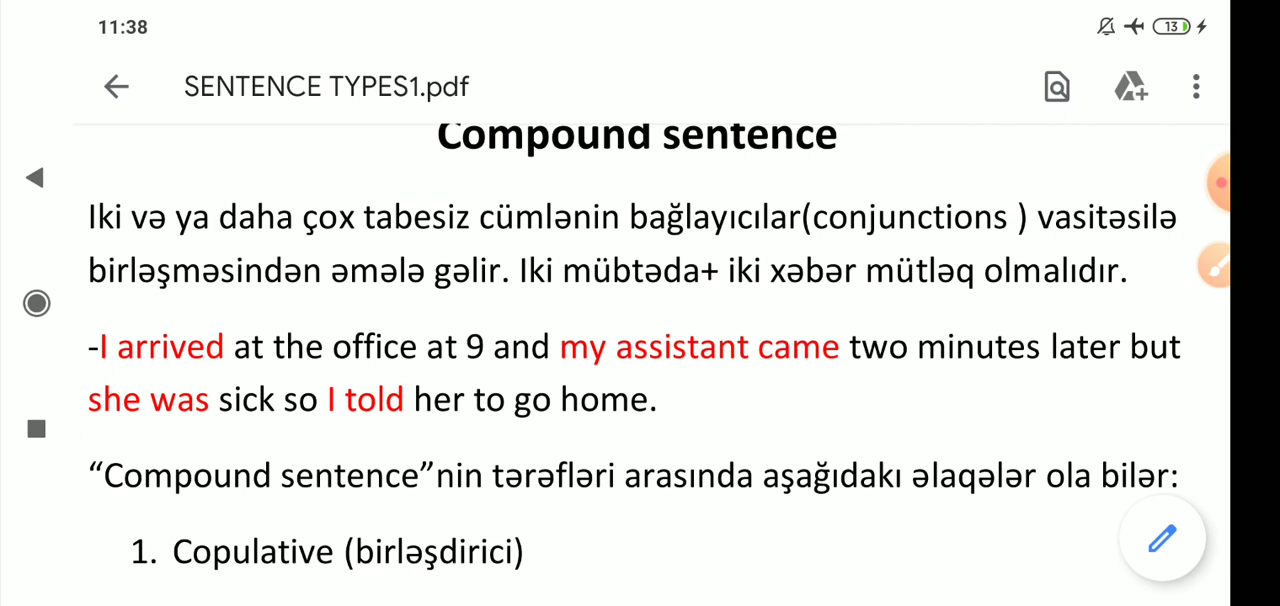 11:38
13
SENTENCE TYPES1.pdf
Compound sentence
Iki və ya daha çox tabesiz cümlənin bağlayıcılar(conjunctions ) vasitəsilə
birləşməsindən əmələ gəlir. Iki mübtəda+ iki xəbər mütləq olmalıdır.
-I arrived at the office at 9 and my assistant came two minutes later but
she was sick so I told her to go home.
“Compound sentence”nin tərəfləri arasında aşağıdakı əlaqələr ola bilər:
1. Copulative (birləşdirici)